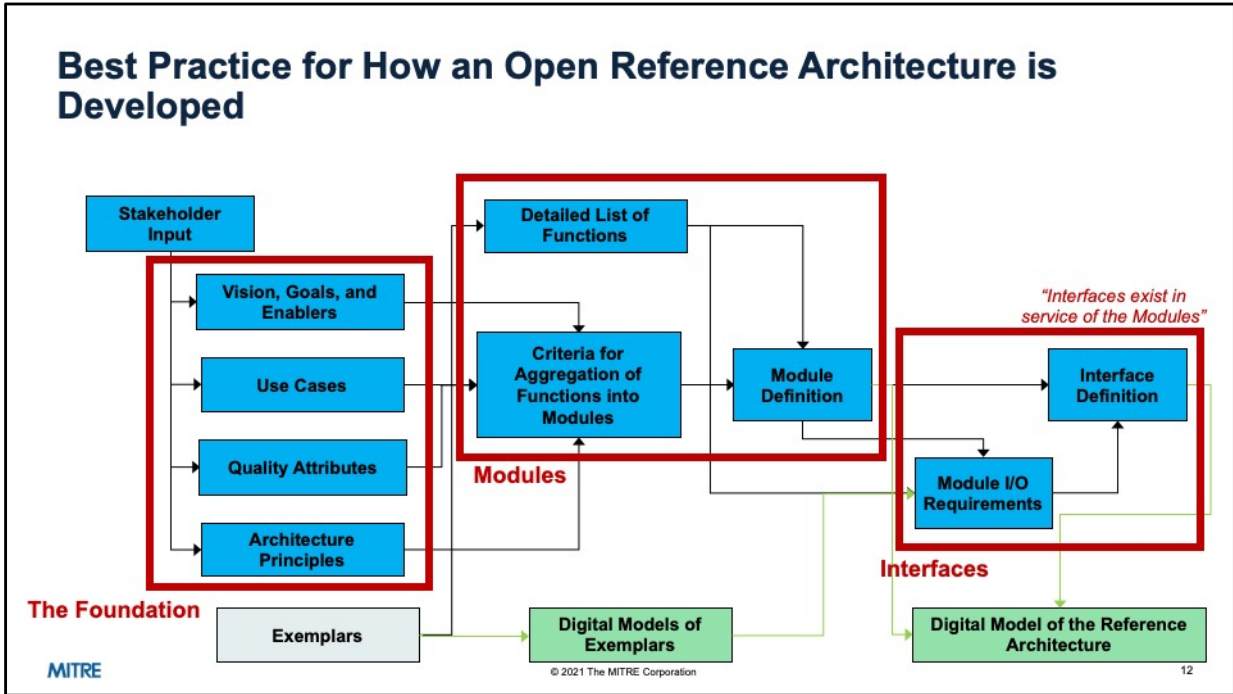 Best Practice for How an Open Reference Architecture is
Developed
Stakeholder
Input
Vision, Goals, and
Enablers
Use Cases
Quality Attributes
Architecture
Principles
The Foundation
Detailed List of
Functions
Criteria for
Aggregation of
Functions into
Modules
Module
Definition
Modules
“Interfaces exist in
service of the Modules”
Interface
Definition
Module I/O
Requirements
Interfaces
Exemplars
Digital Models of
Exemplars
Digital Model of the Reference
Architecture
MITRE
© 2021 The MITRE Corporation
12